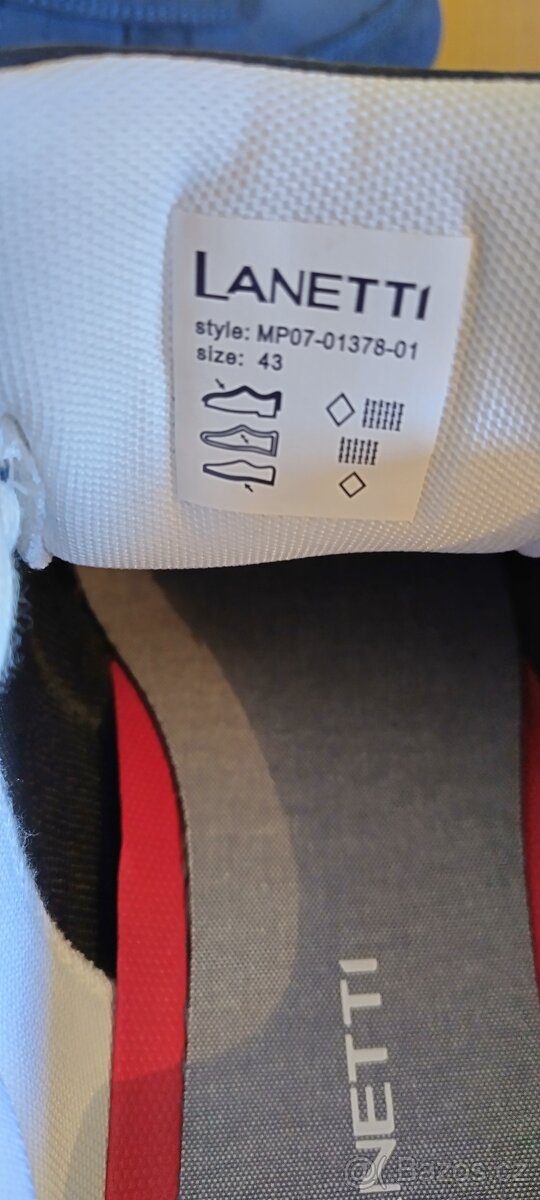 LANETTI
style: MP07-01378-01
size: 43
NETTI
© Bazos.cz